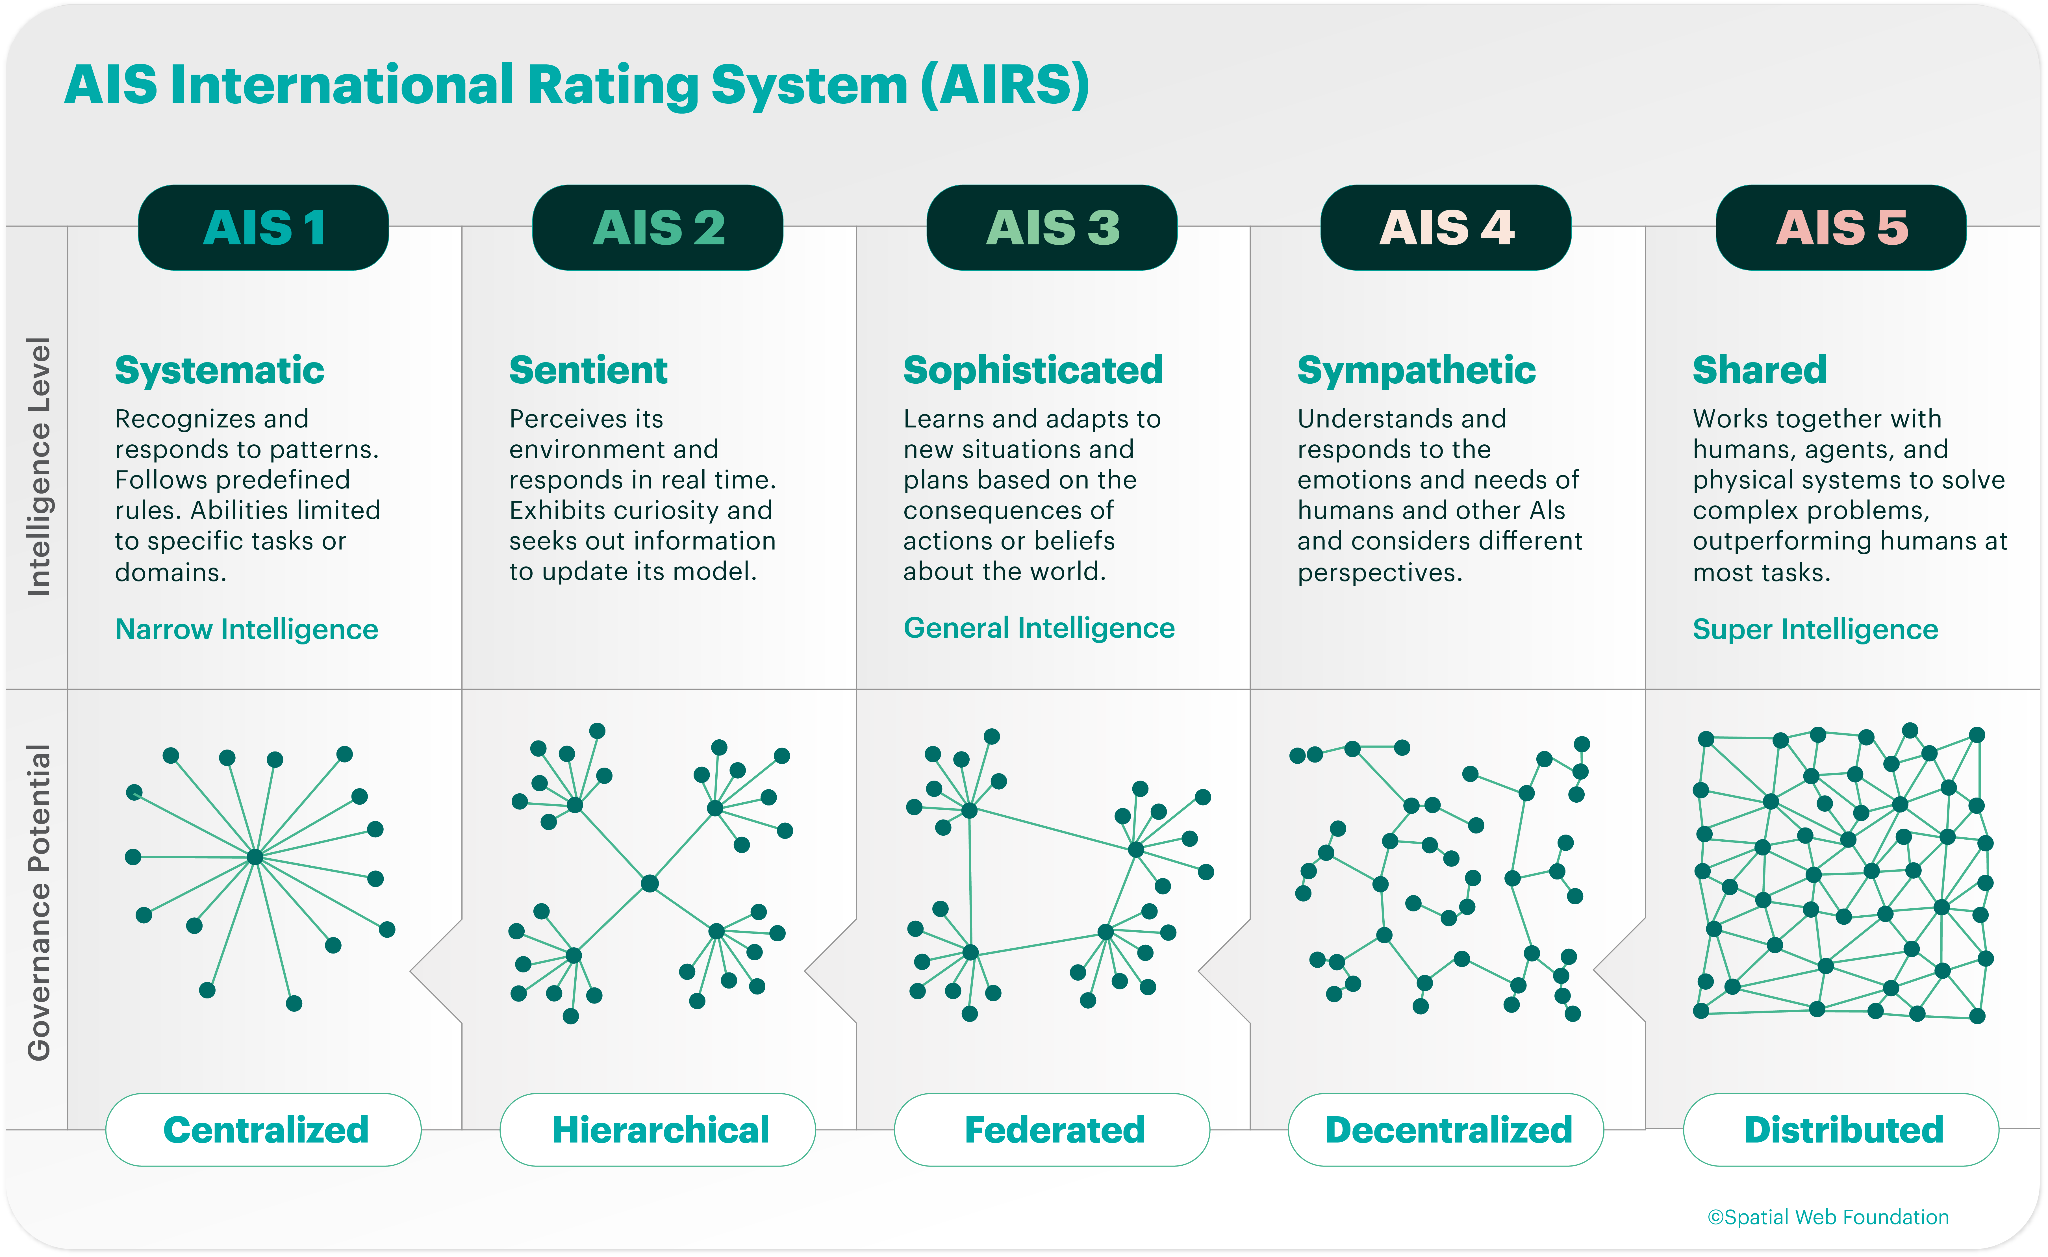 AIS International Rating System (AIRS)
AIS 1
AIS 2
AIS 3
AIS 4
AIS 5
Intelligence Level
Systematic
Recognizes and
responds to patterns.
Follows predefined
rules. Abilities limited
to specific tasks or
domains.
Narrow Intelligence
Sentient
Perceives its
environment and
responds in real time.
Exhibits curiosity and
seeks out information
to update its model.
Sophisticated
Learns and adapts to
new situations and
plans based on the
consequences of
actions or beliefs
about the world.
General Intelligence
Sympathetic
Understands and
responds to the
emotions and needs of
humans and other AIs
and considers different
perspectives.
Shared
Works together with
humans, agents, and
physical systems to solve
complex problems,
outperforming humans at
most tasks.
Super Intelligence
Governance Potential
Centralized
Hierarchical
Federated
Decentralized
Distributed
©Spatial Web Foundation